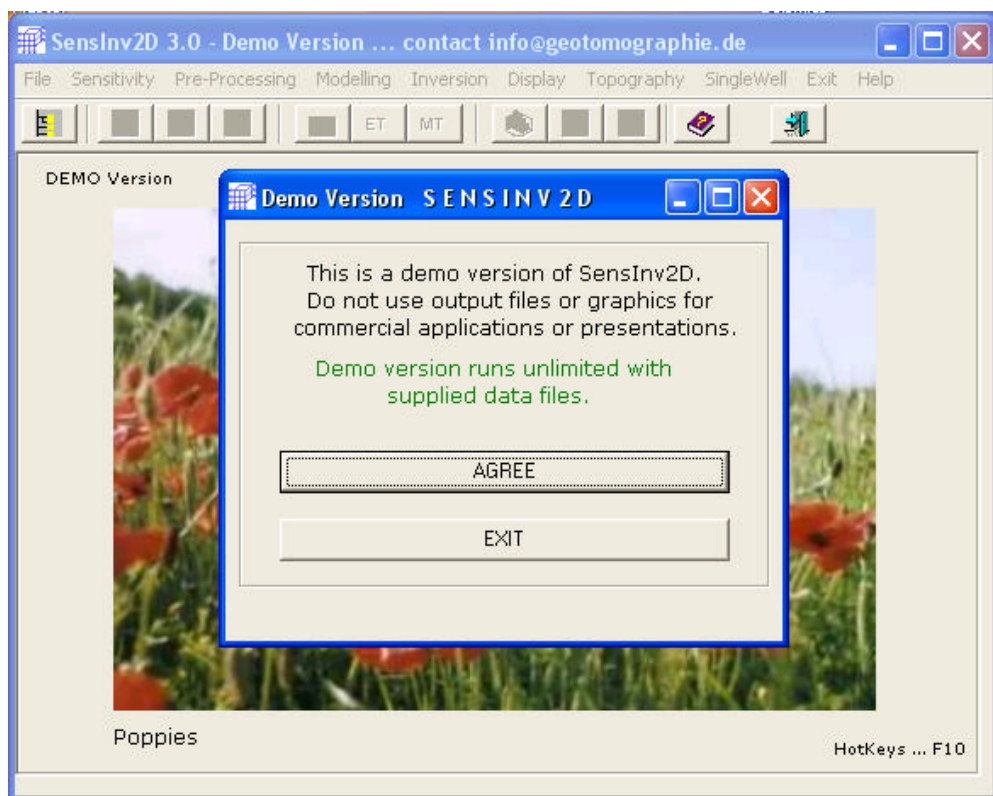 SensInv2D 3.0 - Demo Version ... contact info@geotomographie.de
File Sensitivity Pre-Processing Modelling Inversion Display Topography SingleWell Exit Help
ET MT
DEMO Version
Demo Version S E N S I N V 2 D
This is a demo version of SensInv2D.
Do not use output files or graphics for
commercial applications or presentations.
Demo version runs unlimited with
supplied data files.
AGREE
EXIT
Poppies
HotKeys ... F10